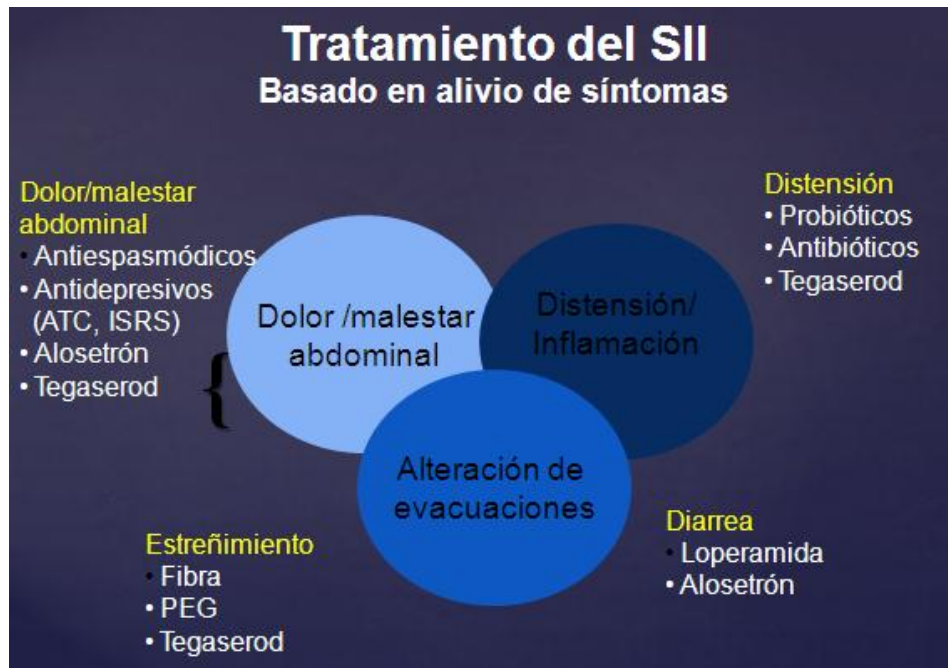 Tratamiento del SII
Basado en alivio de síntomas
Dolor/malestar
abdominal
• Antiespasmódicos
• Antidepresivos
(ATC, ISRS)
• Alosetrón
• Tegaserod
{
Dolor /malestar
abdominal
Distensión/
Inflamación
Alteración de
evacuaciones
Distensión
• Probióticos
• Antibióticos
• Tegaserod
Estreñimiento
• Fibra
• PEG
• Tegaserod
Diarrea
• Loperamida
• Alosetrón